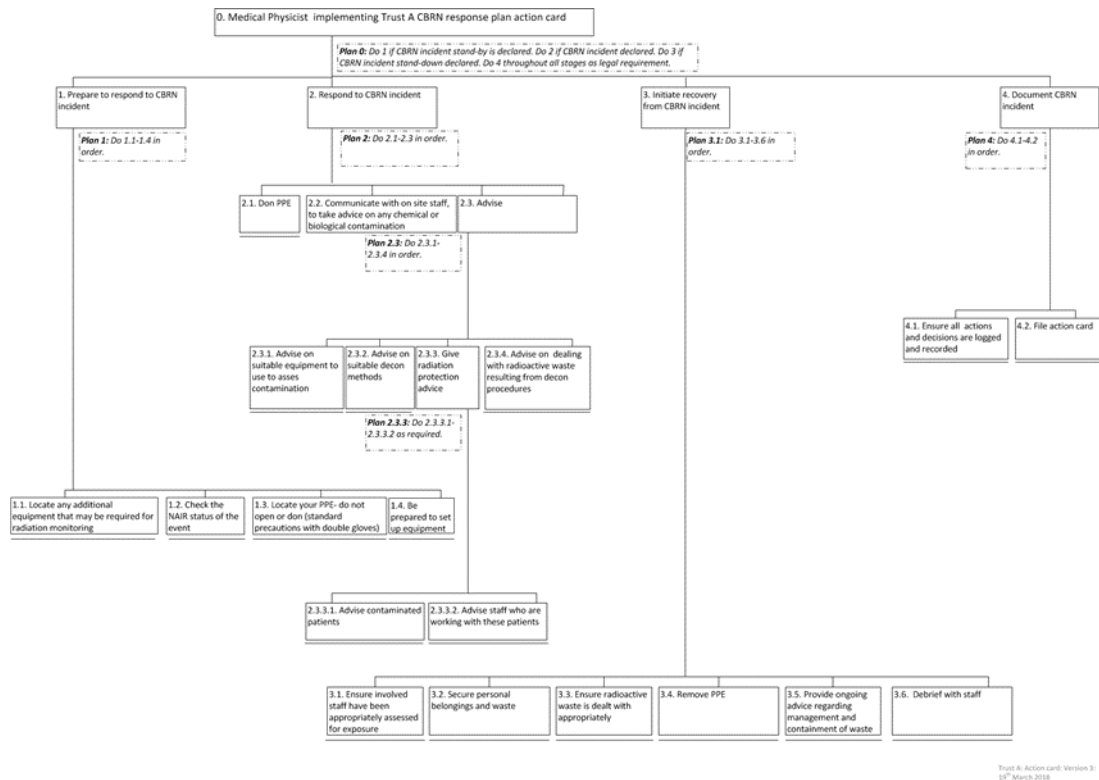 0. Medical Physicist implementing Trust A CBRN response plan action card
Plan 0: Do 1 if CBRN incident stand-by is declared. Do 2 if CBRN incident declared. Do 3 if
CBRN incident stand-down declared. Do 4 throughout all stages as legal requirement.
1. Prepare to respond to CBRN
incident
2. Respond to CBRN incident
3. Initiate recovery
from CBRN incident
4. Document CBRN
incident
Plan 1: Do 1.1-1.4 in
order.
Plan 2: Do 2.1-2.3 in order.
Plan 3.1: Do 3.1-3.6 in
order.
Plan 4: Do 4.1-4.2
in order.
2.1. Don PPE
2.2. Communicate with on site staff,
to take advice on any chemical or
biological contamination
2.3. Advise
Plan 2.3: Do 2.3.1-
2.3.4 in order.
4.1. Ensure all actions
and decisions are logged
and recorded
4.2. File action card
2.3.1. Advise on
suitable equipment to
use to asses
contamination
2.3.2. Advise on
suitable decon
methods
2.3.3. Give
radiation
protection
advice
2.3.4. Advise on dealing
with radioactive waste
resulting from decon
procedures
Plan 2.3.3: Do 2.3.3.1-
2.3.3.2 as required.
1.1. Locate any additional
equipment that may be required for
radiation monitoring
1.2. Check the
NAIR status of the
event
1.3. Locate your PPE- do not
open or don (standard
precautions with double gloves)
1.4. Be
prepared to set
up equipment
2.3.3.1. Advise contaminated
patients
2.3.3.2. Advise staff who are
working with these patients
3.1. Ensure involved
staff have been
appropriately assessed
for exposure
3.2. Secure personal
belongings and waste
3.3. Ensure radioactive
waste is dealt with
appropriately
3.4. Remove PPE
3.5. Provide ongoing
advice regarding
management and
containment of waste
3.6. Debrief with staff
Trust A: Action card: Version 3:
19th March 2018